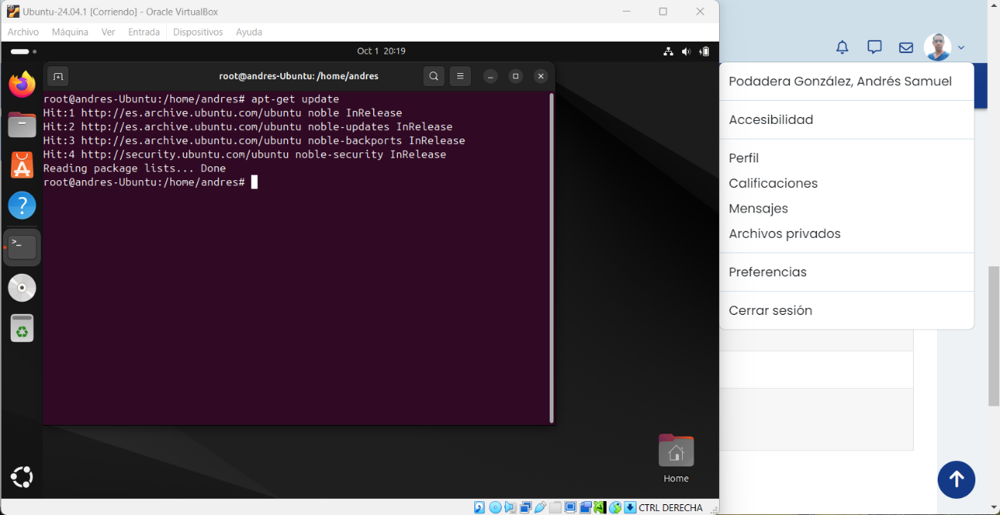 Ubuntu-24.04.1 [Corriendo] - Oracle VirtualBox
Archivo Máquina Ver Entrada Dispositivos Ayuda
Oct 1 20:19
root@andres-Ubuntu: /home/andres
root@andres-Ubuntu:/home/andres# apt-get update
Hit:1 http://es.archive.ubuntu.com/ubuntu noble InRelease
Hit:2 http://es.archive.ubuntu.com/ubuntu noble-updates InRelease
Hit:3 http://es.archive.ubuntu.com/ubuntu noble-backports InRelease
Hit:4 http://security.ubuntu.com/ubuntu noble-security InRelease
Reading package lists... Done
root@andres-Ubuntu:/home/andres#
Home
CTRL DERECHA
Podadera González, Andrés Samuel
Accesibilidad
Perfil
Calificaciones
Mensajes
Archivos privados
Preferencias
Cerrar sesión